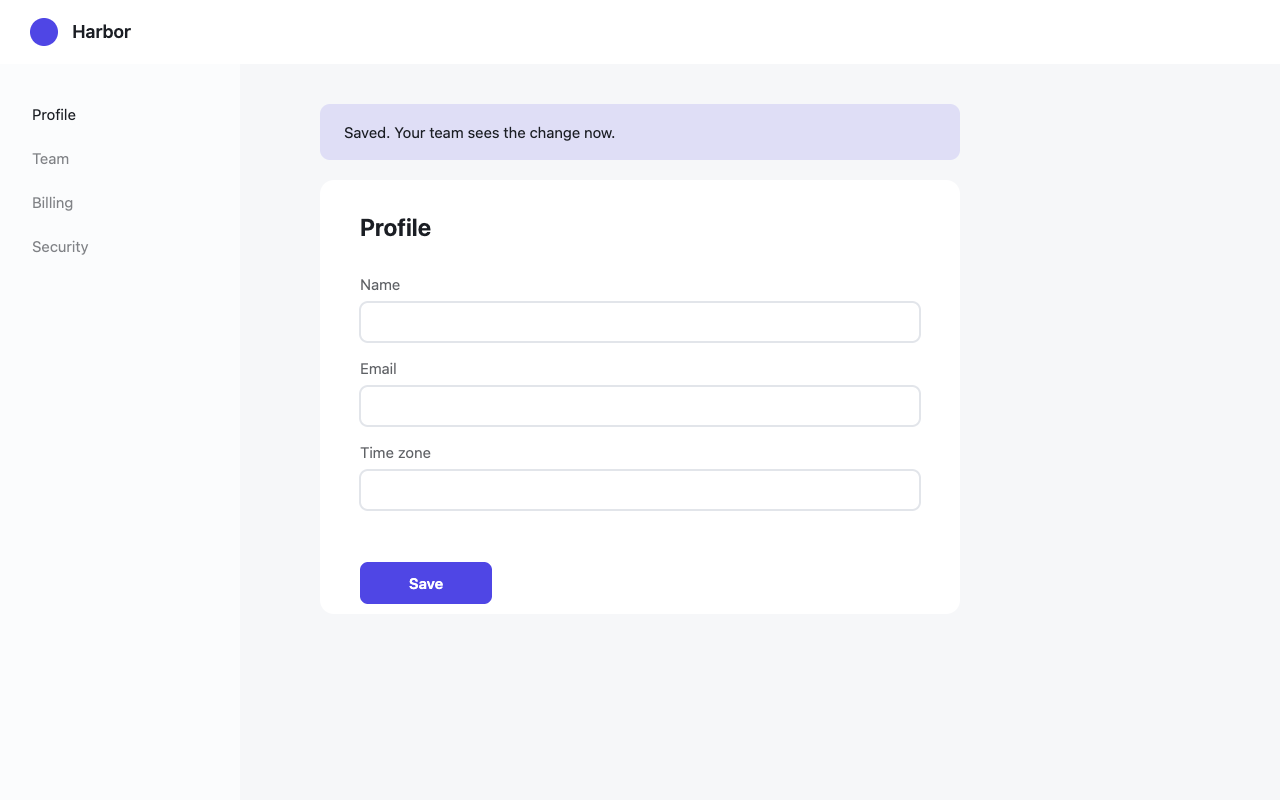 Harbor
Profile
Team
Billing
Security
Saved. Your team sees the change now.
Profile
Name
Email
Time zone
Save